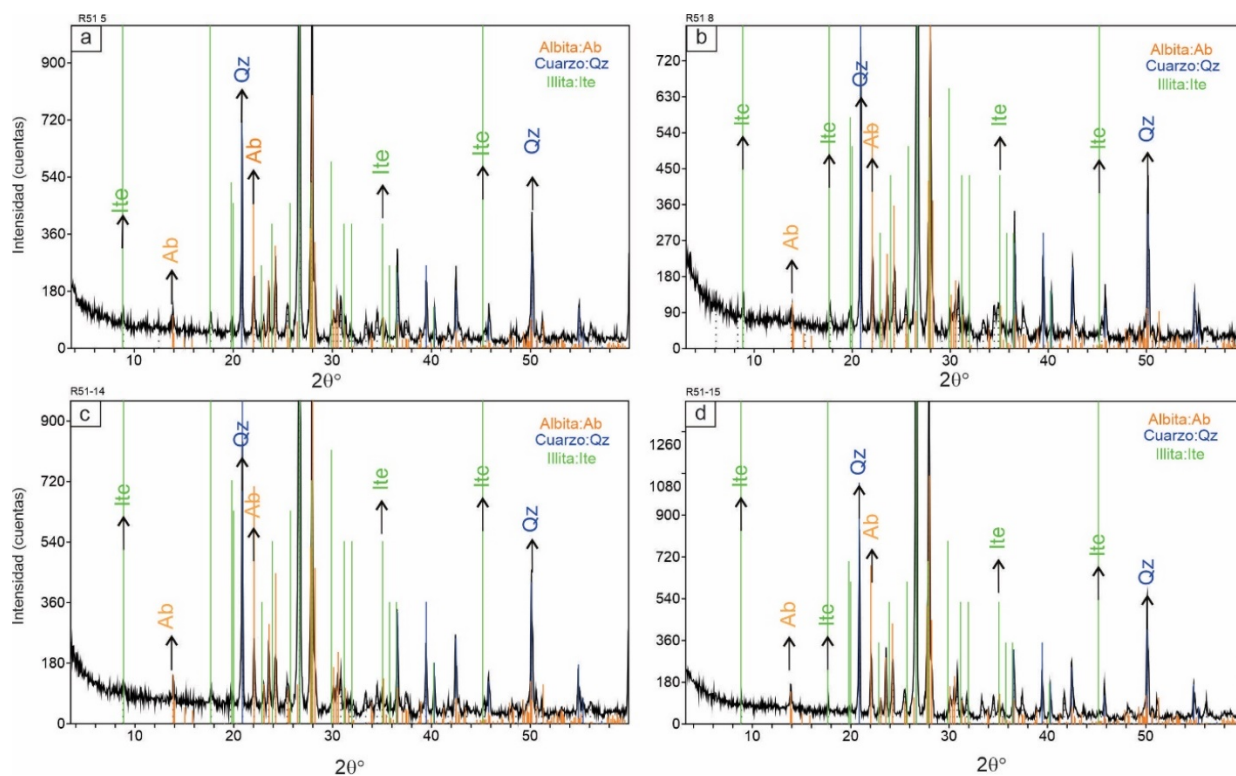 R51 5
a
Albita:Ab
Cuarzo:Qz
Illita:Ite
Ite
Ab
Qz
Ab
Ite
Ite
Qz
Intensidad (cuentas)
900
720
540
360
180
0
10 20 30 40 50
2θ°
R51 8
b
Albita:Ab
Cuarzo:Qz
Illita:Ite
Ite
Ab
Ite
Qz
Ab
Ite
Ite
Qz
720
630
540
450
360
270
180
90
0
10 20 30 40 50
2θ°
R51-14
c
Albita:Ab
Cuarzo:Qz
Illita:Ite
Ite
Ab
Qz
Ab
Ite
Ite
Qz
Intensidad (cuentas)
900
720
540
360
180
0
10 20 30 40 50
2θ°
R51-15
d
Albita:Ab
Cuarzo:Qz
Illita:Ite
Ite
Ab
Ite
Qz
Ab
Ite
Ite
Qz
1260
1080
900
720
540
360
180
0
10 20 30 40 50
2θ°